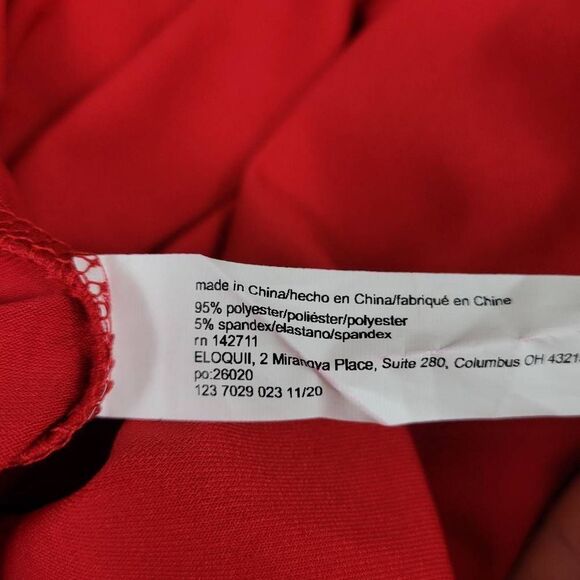 made in China/hecho en China/fabriqué en Chine
95% polyester/poliéster/polyester
5% spandex/elastano/spandex
rn 142711
ELOQUII, 2 Miranova Place, Suite 280, Columbus OH 43215
po:26020
123 7029 023 11/20